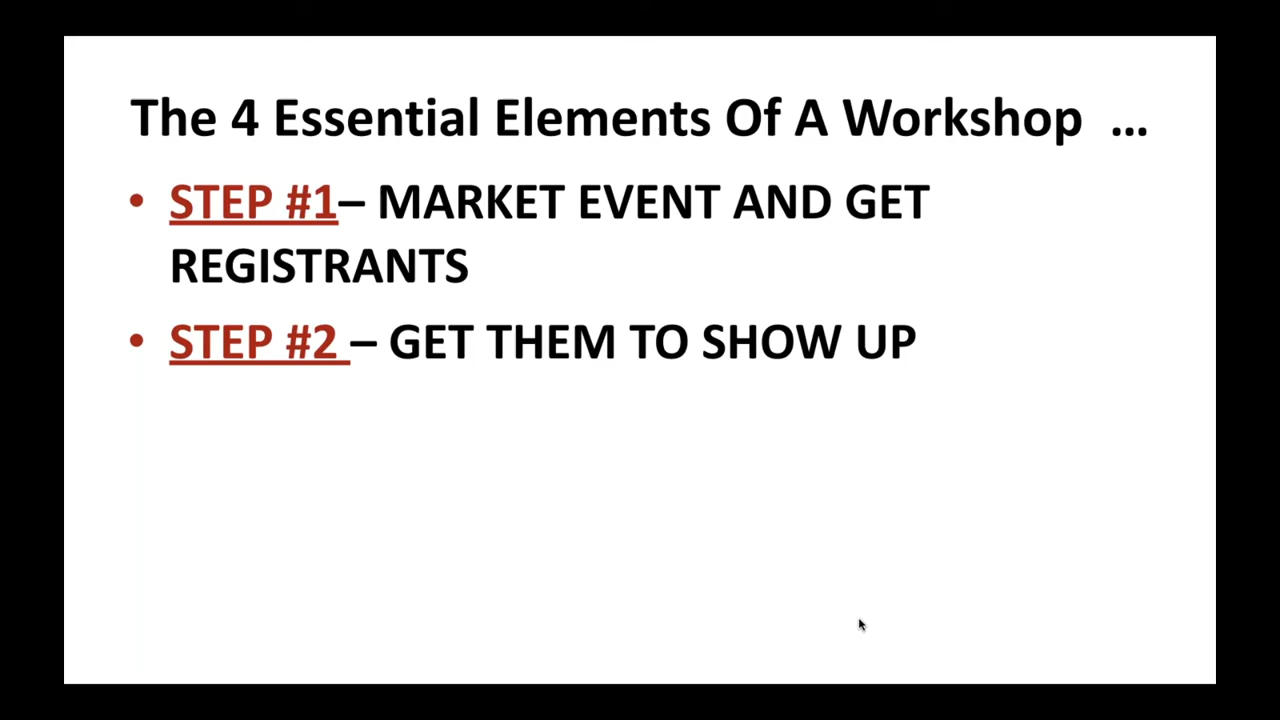 The 4 Essential Elements Of A Workshop ...
• STEP #1– MARKET EVENT AND GET
REGISTRANTS
• STEP #2 – GET THEM TO SHOW UP